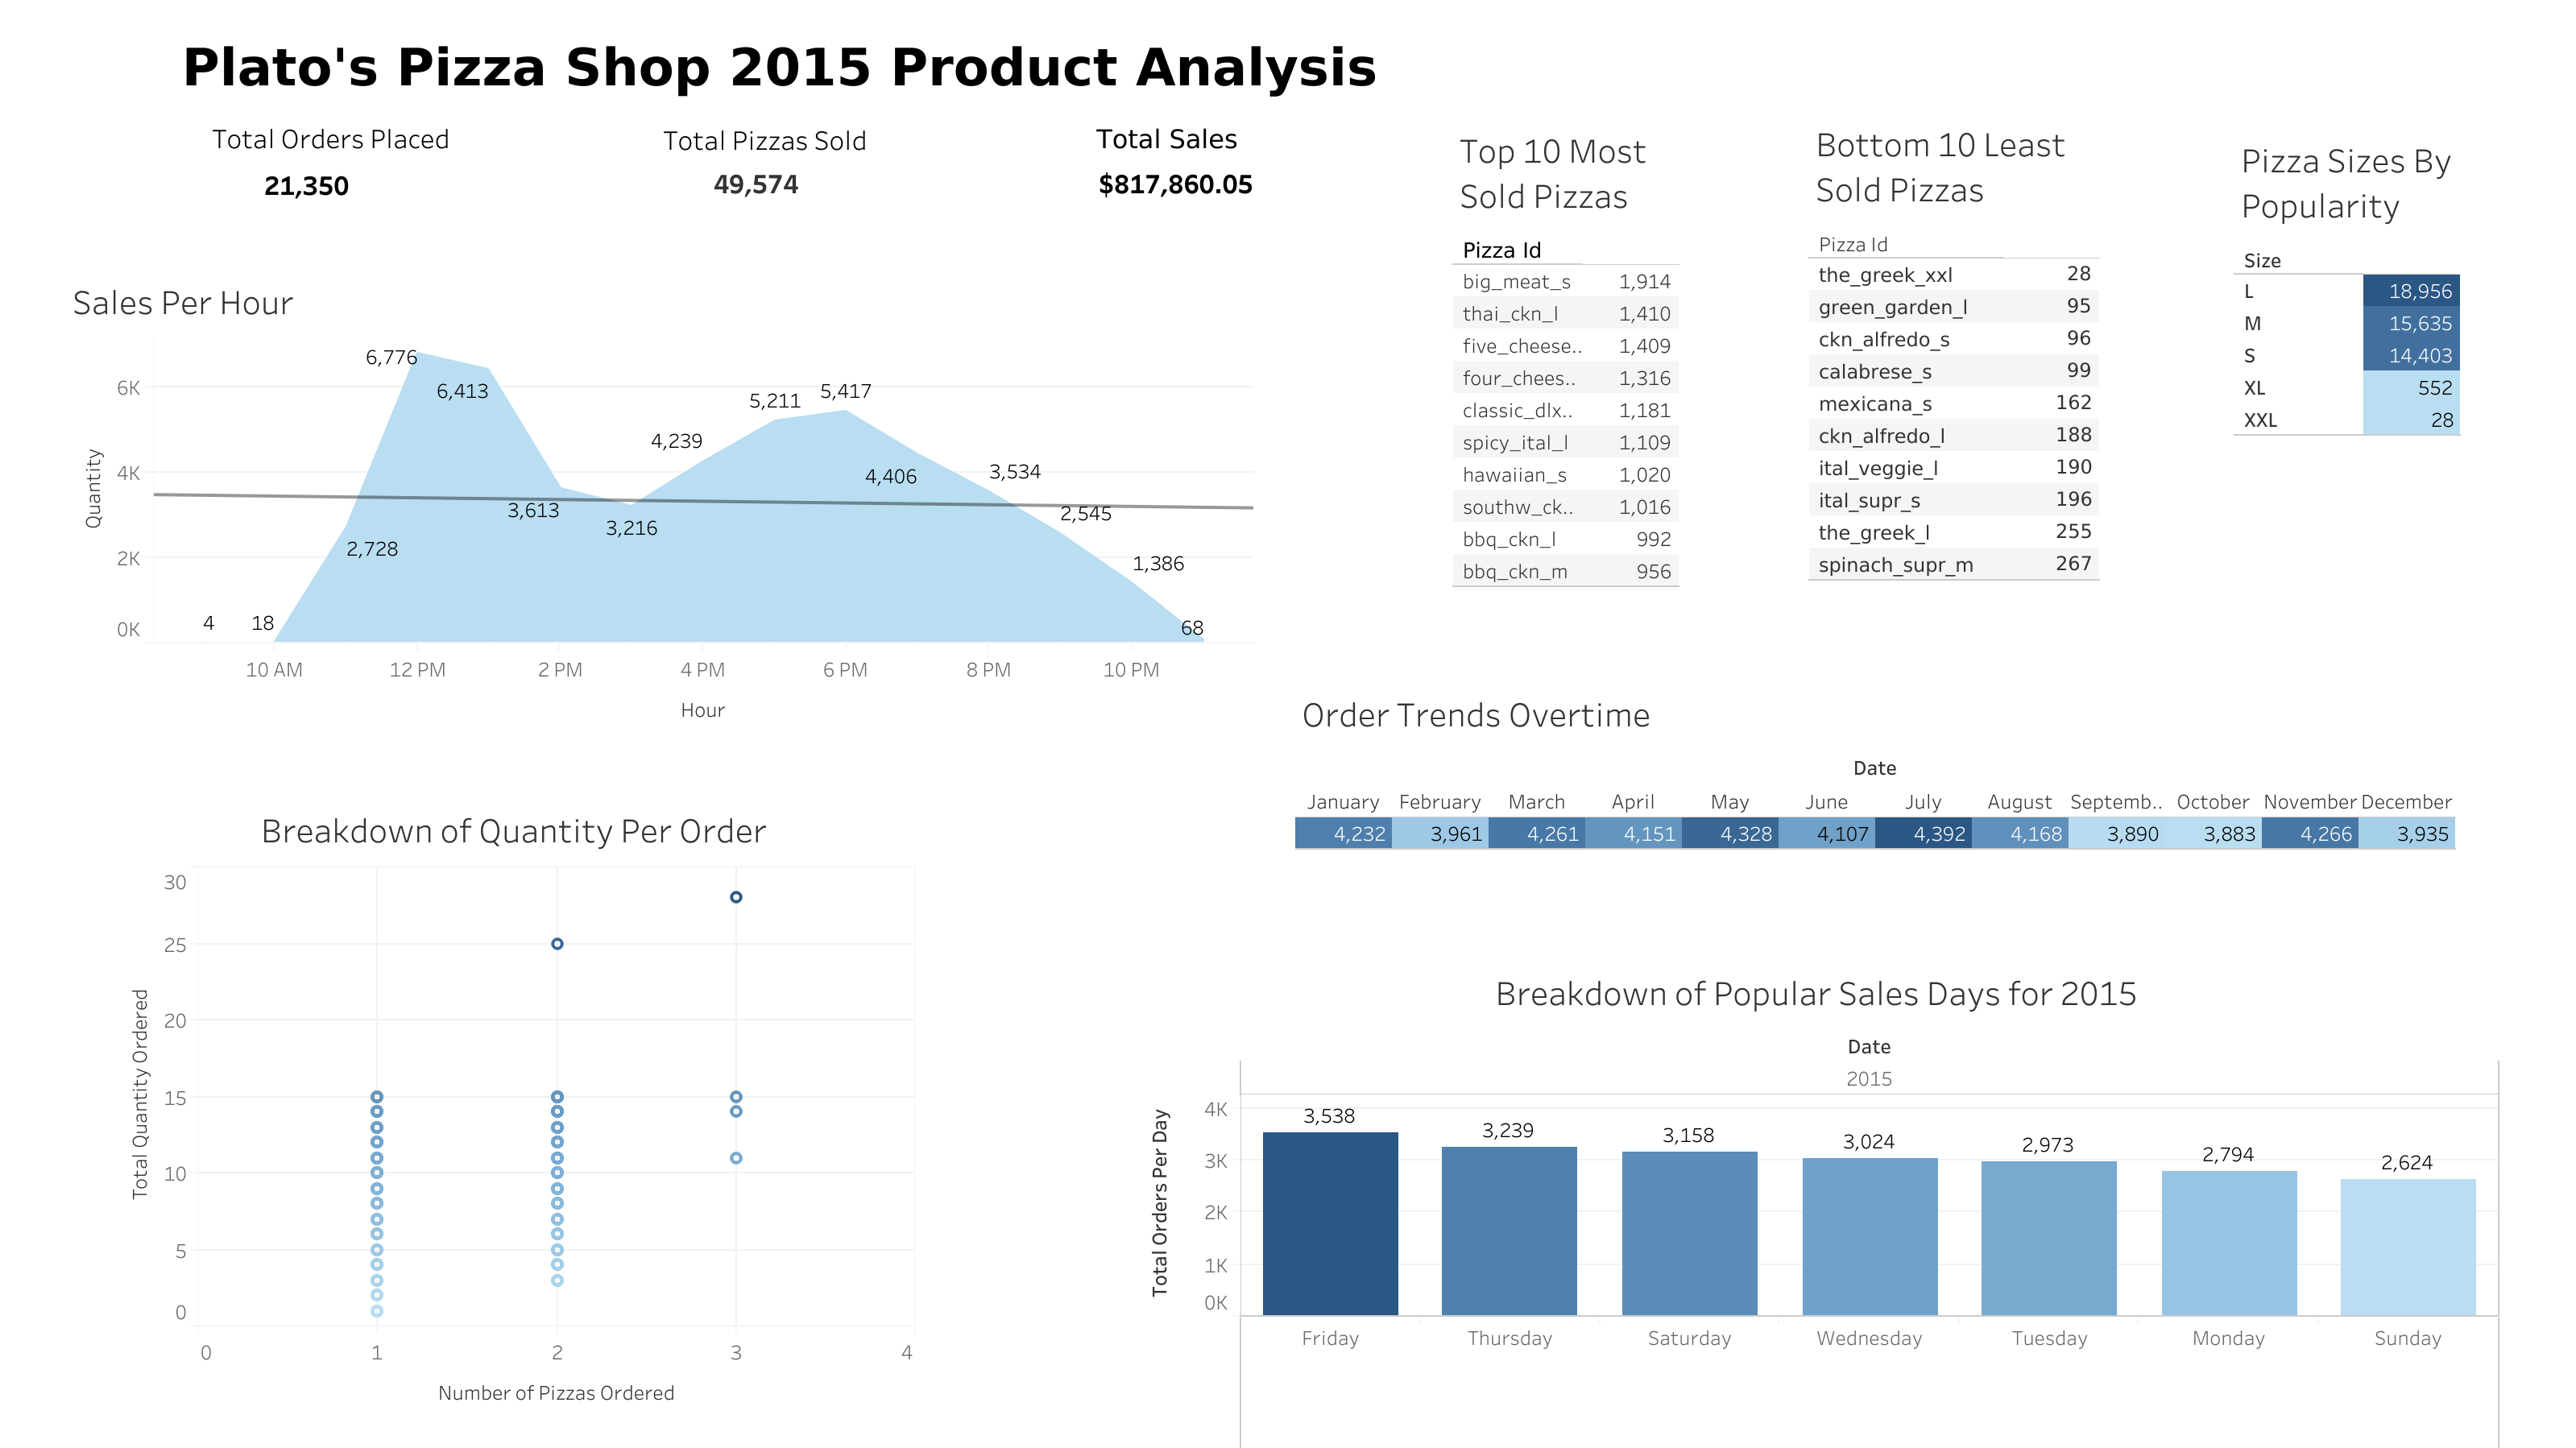 Plato's Pizza Shop 2015 Product Analysis
Total Orders Placed
21,350
Total Pizzas Sold
49,574
Total Sales
$817,860.05
Sales Per Hour
Quantity
6K
4K
2K
0K
4
18
2,728
6,776
6,413
3,613
3,216
4,239
5,211
5,417
4,406
3,534
2,545
1,386
68
10 AM 12 PM 2 PM 4 PM 6 PM 8 PM 10 PM
Hour
Top 10 Most
Sold Pizzas
Pizza Id
big_meat_s 1,914
thai_ckn_l 1,410
five_cheese.. 1,409
four_chees.. 1,316
classic_dlx.. 1,181
spicy_ital_l 1,109
hawaiian_s 1,020
southw_ck.. 1,016
bbq_ckn_l 992
bbq_ckn_m 956
Bottom 10 Least
Sold Pizzas
Pizza Id
the_greek_xxl 28
green_garden_l 95
ckn_alfredo_s 96
calabrese_s 99
mexicana_s 162
ckn_alfredo_l 188
ital_veggie_l 190
ital_supr_s 196
the_greek_l 255
spinach_supr_m 267
Pizza Sizes By
Popularity
Size
L 18,956
M 15,635
S 14,403
XL 552
XXL 28
Order Trends Overtime
Date
January February March April May June July August Septemb.. October November December
4,232 3,961 4,261 4,151 4,328 4,107 4,392 4,168 3,890 3,883 4,266 3,935
Breakdown of Quantity Per Order
Total Quantity Ordered
30
25
20
15
10
5
0
0 1 2 3 4
Number of Pizzas Ordered
Breakdown of Popular Sales Days for 2015
Date
2015
Total Orders Per Day
4K
3K
2K
1K
0K
3,538 3,239 3,158 3,024 2,973 2,794 2,624
Friday Thursday Saturday Wednesday Tuesday Monday Sunday